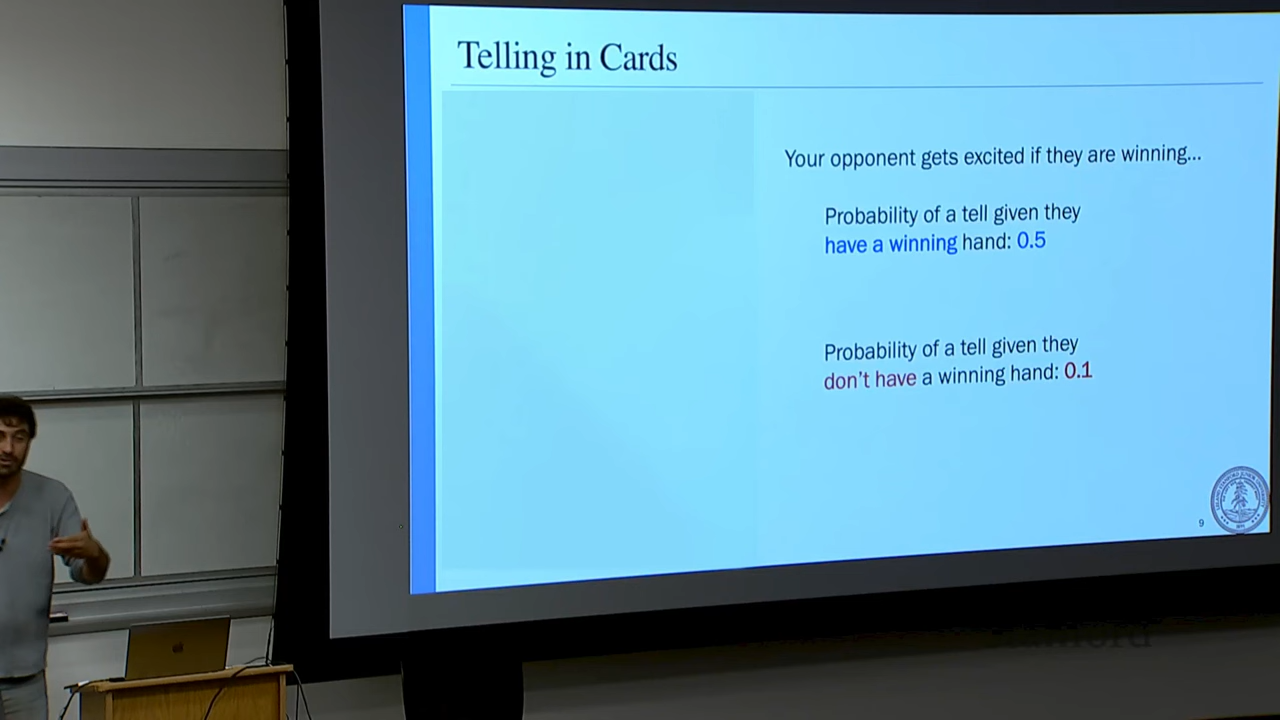 Telling in Cards
Your opponent gets excited if they are winning...
Probability of a tell given they
have a winning hand: 0.5
Probability of a tell given they
don't have a winning hand: 0.1
9